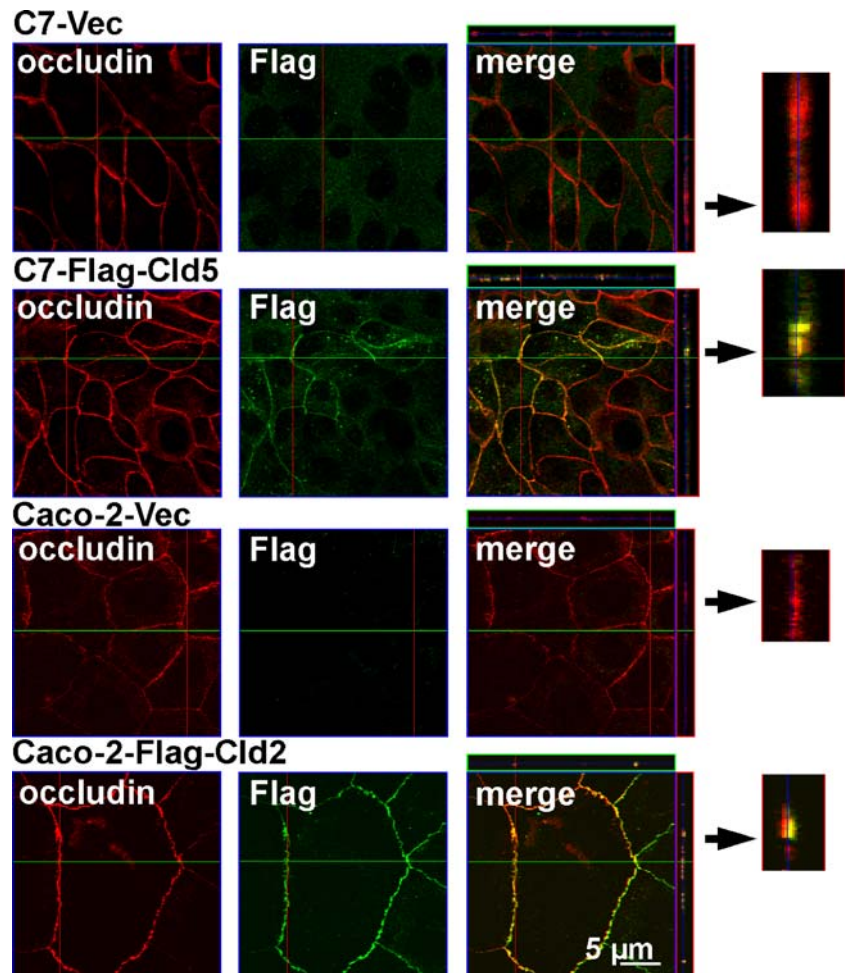 C7-Vec
occludin Flag merge
C7-Flag-Cld5
occludin Flag merge
Caco-2-Vec
occludin Flag merge
Caco-2-Flag-Cld2
occludin Flag merge
5 µm